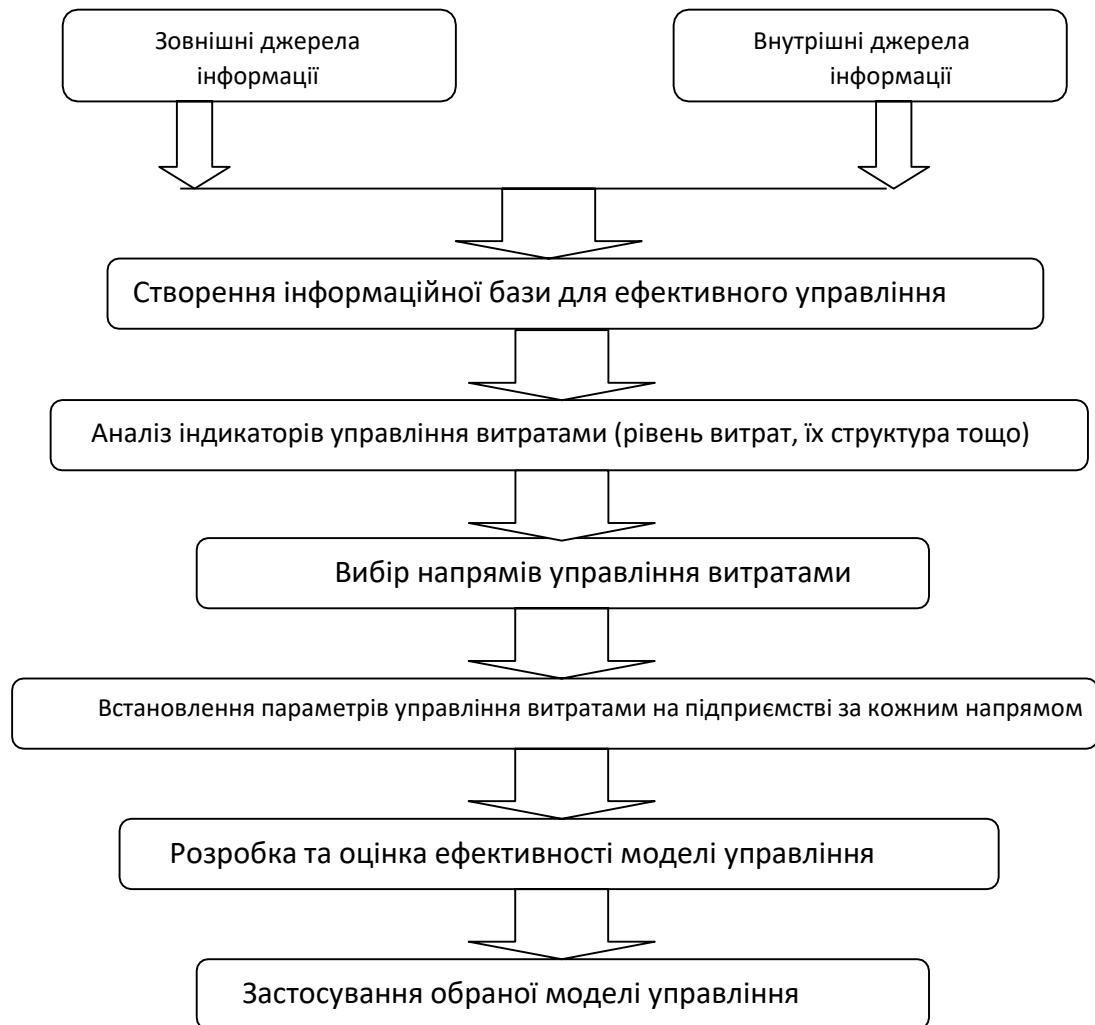 Зовнішні джерела
інформації
Внутрішні джерела
інформації
Створення інформаційної бази для ефективного управління
Аналіз індикаторів управління витратами (рівень витрат, їх структура тощо)
Вибір напрямів управління витратами
Встановлення параметрів управління витратами на підприємстві за кожним напрямом
Розробка та оцінка ефективності моделі управління
Застосування обраної моделі управління